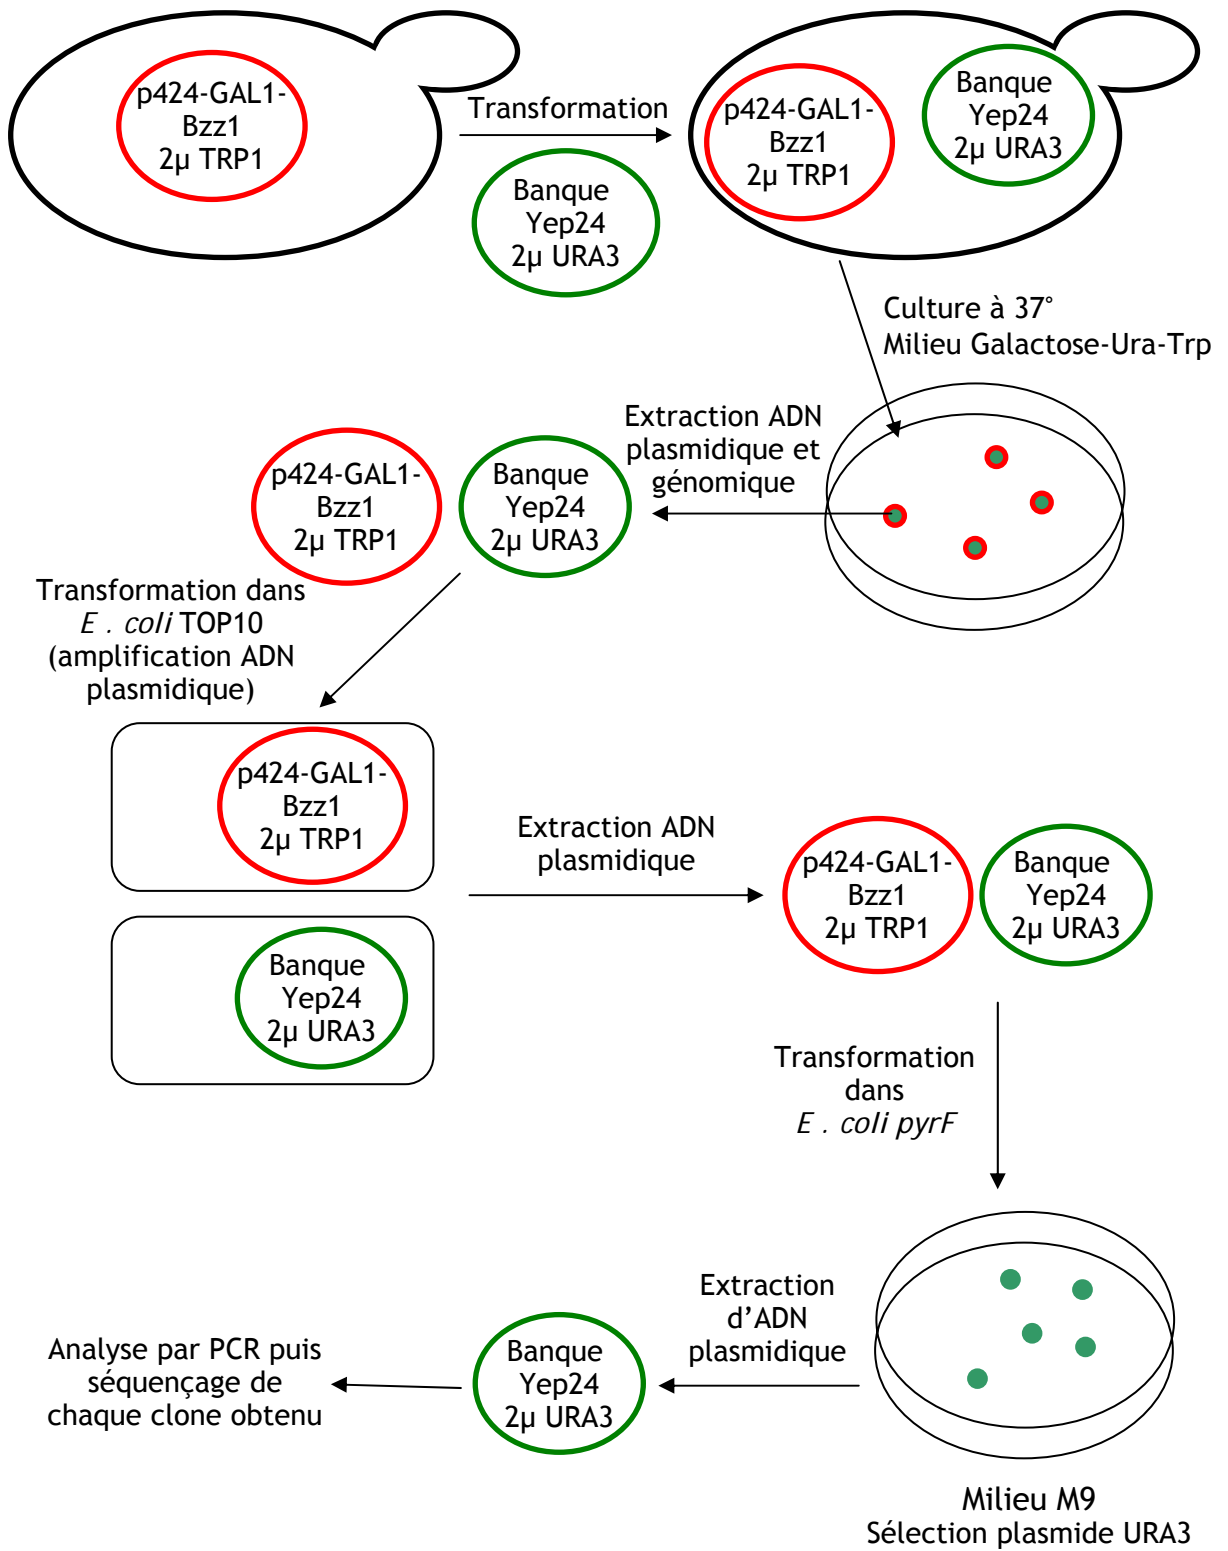 p424-GAL1-
Bzz1
2µ TRP1
Transformation
Banque
Yep24
2µ URA3
p424-GAL1-
Bzz1
2µ TRP1
Banque
Yep24
2µ URA3
Culture à 37°
Milieu Galactose-Ura-Trp
Extraction ADN
plasmidique et
génomique
p424-GAL1-
Bzz1
2µ TRP1
Banque
Yep24
2µ URA3
Transformation dans
E . coli TOP10
(amplification ADN
plasmidique)
p424-GAL1-
Bzz1
2µ TRP1
Banque
Yep24
2µ URA3
Extraction ADN
plasmidique
p424-GAL1-
Bzz1
2µ TRP1
Banque
Yep24
2µ URA3
Transformation
dans
E . coli pyrF
Milieu M9
Sélection plasmide URA3
Extraction
d’ADN
plasmidique
Banque
Yep24
2µ URA3
Analyse par PCR puis
séquençage de
chaque clone obtenu